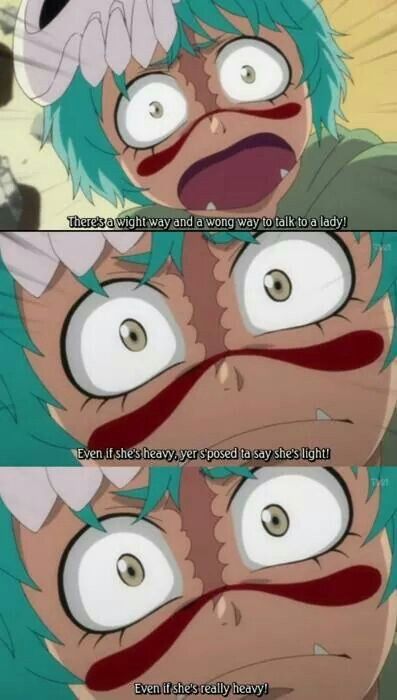 There's a wight way and a wong way to talk to a lady!
Even if she's heavy, yer s'posed ta say she's light!
Even if she's really heavy!